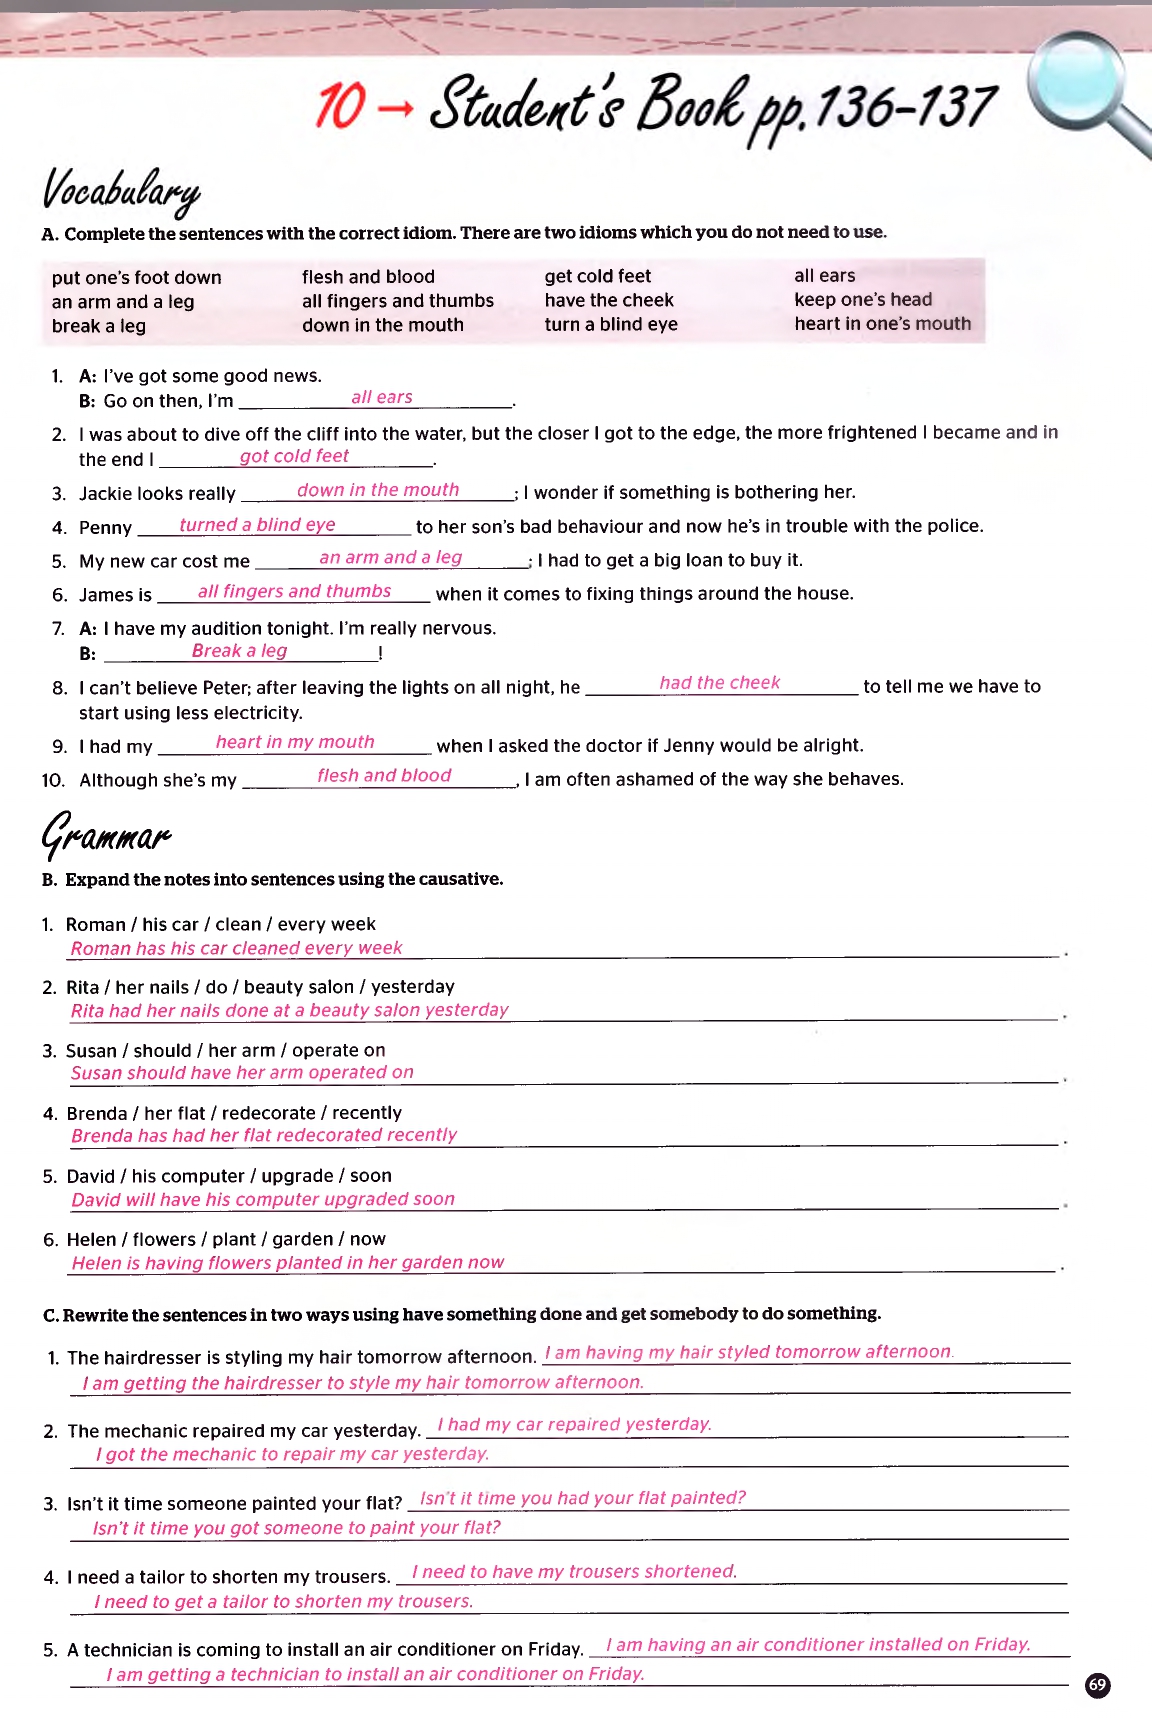 10 → Student's Book pp.136-137
Vocabulary
A. Complete the sentences with the correct idiom. There are two idioms which you do not need to use.
put one's foot down flesh and blood get cold feet all ears
an arm and a leg all fingers and thumbs have the cheek keep one's head
break a leg down in the mouth turn a blind eye heart in one's mouth
1. A: I've got some good news.
B: Go on then, I'm all ears.
2. I was about to dive off the cliff into the water, but the closer I got to the edge, the more frightened I became and in
the end I got cold feet.
3. Jackie looks really down in the mouth; I wonder if something is bothering her.
4. Penny turned a blind eye to her son's bad behaviour and now he's in trouble with the police.
5. My new car cost me an arm and a leg; I had to get a big loan to buy it.
6. James is all fingers and thumbs when it comes to fixing things around the house.
7. A: I have my audition tonight. I'm really nervous.
B: Break a leg!
8. I can't believe Peter; after leaving the lights on all night, he had the cheek to tell me we have to
start using less electricity.
9. I had my heart in my mouth when I asked the doctor if Jenny would be alright.
10. Although she's my flesh and blood, I am often ashamed of the way she behaves.
Grammar
B. Expand the notes into sentences using the causative.
1. Roman / his car / clean / every week
Roman has his car cleaned every week.
2. Rita / her nails / do / beauty salon / yesterday
Rita had her nails done at a beauty salon yesterday.
3. Susan / should / her arm / operate on
Susan should have her arm operated on.
4. Brenda / her flat / redecorate / recently
Brenda has had her flat redecorated recently.
5. David / his computer / upgrade / soon
David will have his computer upgraded soon.
6. Helen / flowers / plant / garden / now
Helen is having flowers planted in her garden now.
C. Rewrite the sentences in two ways using have something done and get somebody to do something.
1. The hairdresser is styling my hair tomorrow afternoon. I am having my hair styled tomorrow afternoon.
I am getting the hairdresser to style my hair tomorrow afternoon.
2. The mechanic repaired my car yesterday. I had my car repaired yesterday.
I got the mechanic to repair my car yesterday.
3. Isn't it time someone painted your flat? Isn't it time you had your flat painted?
Isn't it time you got someone to paint your flat?
4. I need a tailor to shorten my trousers. I need to have my trousers shortened.
I need to get a tailor to shorten my trousers.
5. A technician is coming to install an air conditioner on Friday. I am having an air conditioner installed on Friday.
I am getting a technician to install an air conditioner on Friday.
69